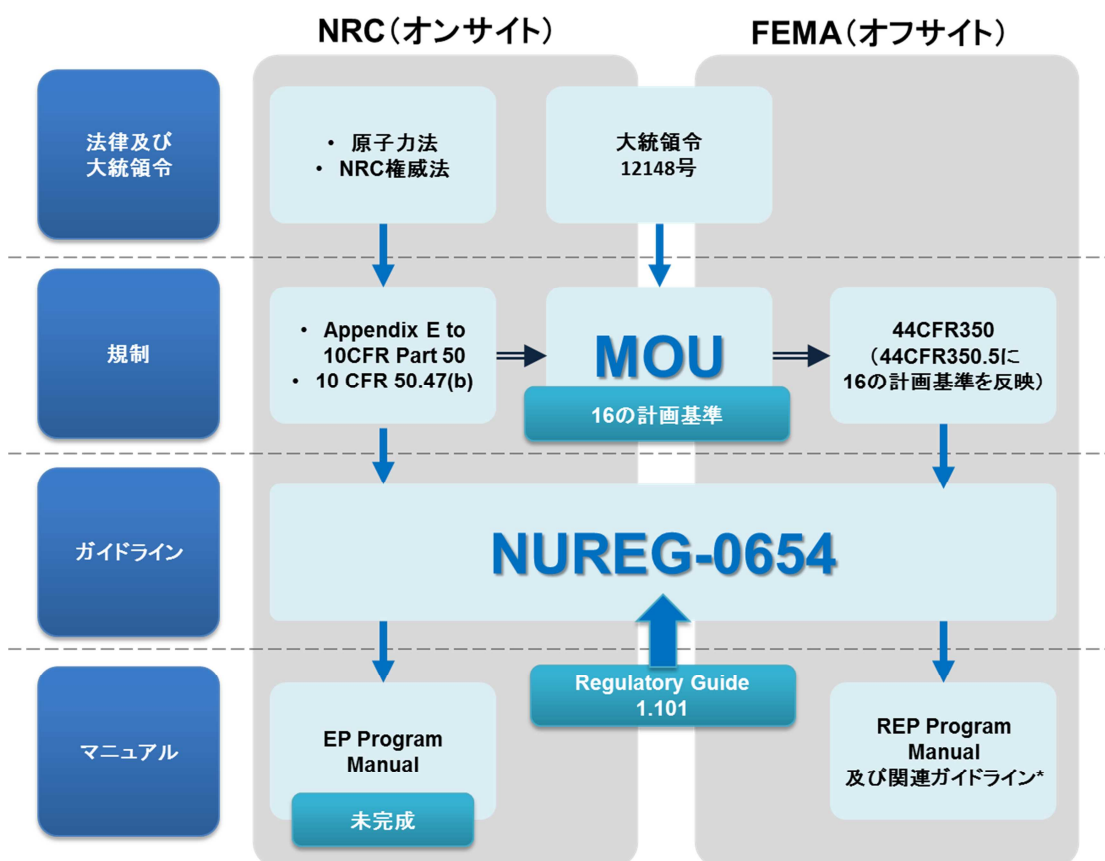 NRC（オンサイト）
FEMA（オフサイト）
法律及び
大統領令
• 原子力法
• NRC権威法
大統領令
12148号
規制
• Appendix E to
10CFR Part 50
• 10 CFR 50.47(b)
MOU
16の計画基準
44CFR350
（44CFR350.5に
16の計画基準を反映）
ガイドライン
NUREG-0654
マニュアル
EP Program
Manual
未完成
Regulatory Guide
1.101
REP Program
Manual
及び関連ガイドライン*